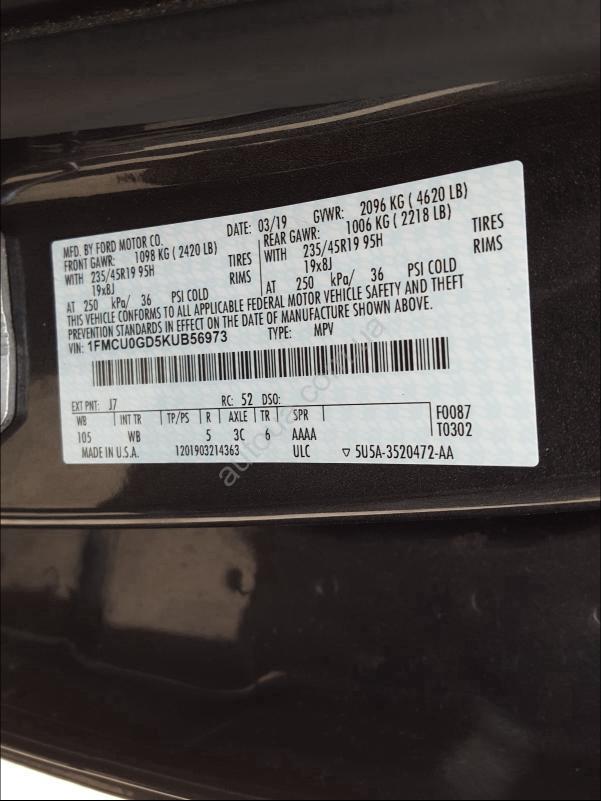 MFD. BY FORD MOTOR CO.
DATE: 03/19 GVWR: 2096 KG ( 4620 LB)
FRONT GAWR: 1098 KG ( 2420 LB) REAR GAWR: 1006 KG ( 2218 LB)
WITH 235/45R19 95H TIRES WITH 235/45R19 95H TIRES
19x8J RIMS 19x8J RIMS
AT 250 kPa/ 36 PSI COLD AT 250 kPa/ 36 PSI COLD
THIS VEHICLE CONFORMS TO ALL APPLICABLE FEDERAL MOTOR VEHICLE SAFETY AND THEFT
PREVENTION STANDARDS IN EFFECT ON THE DATE OF MANUFACTURE SHOWN ABOVE.
VIN: 1FMCU0GD5KUB56973 TYPE: MPV
EXT PNT: J7 RC: 52 DSO:
WB INT TR TP/PS R AXLE TR SPR F0087
105 WB 5 3C 6 AAAA T0302
MADE IN U.S.A. 1201903214363 ULC ▽ 5U5A-3520472-AA